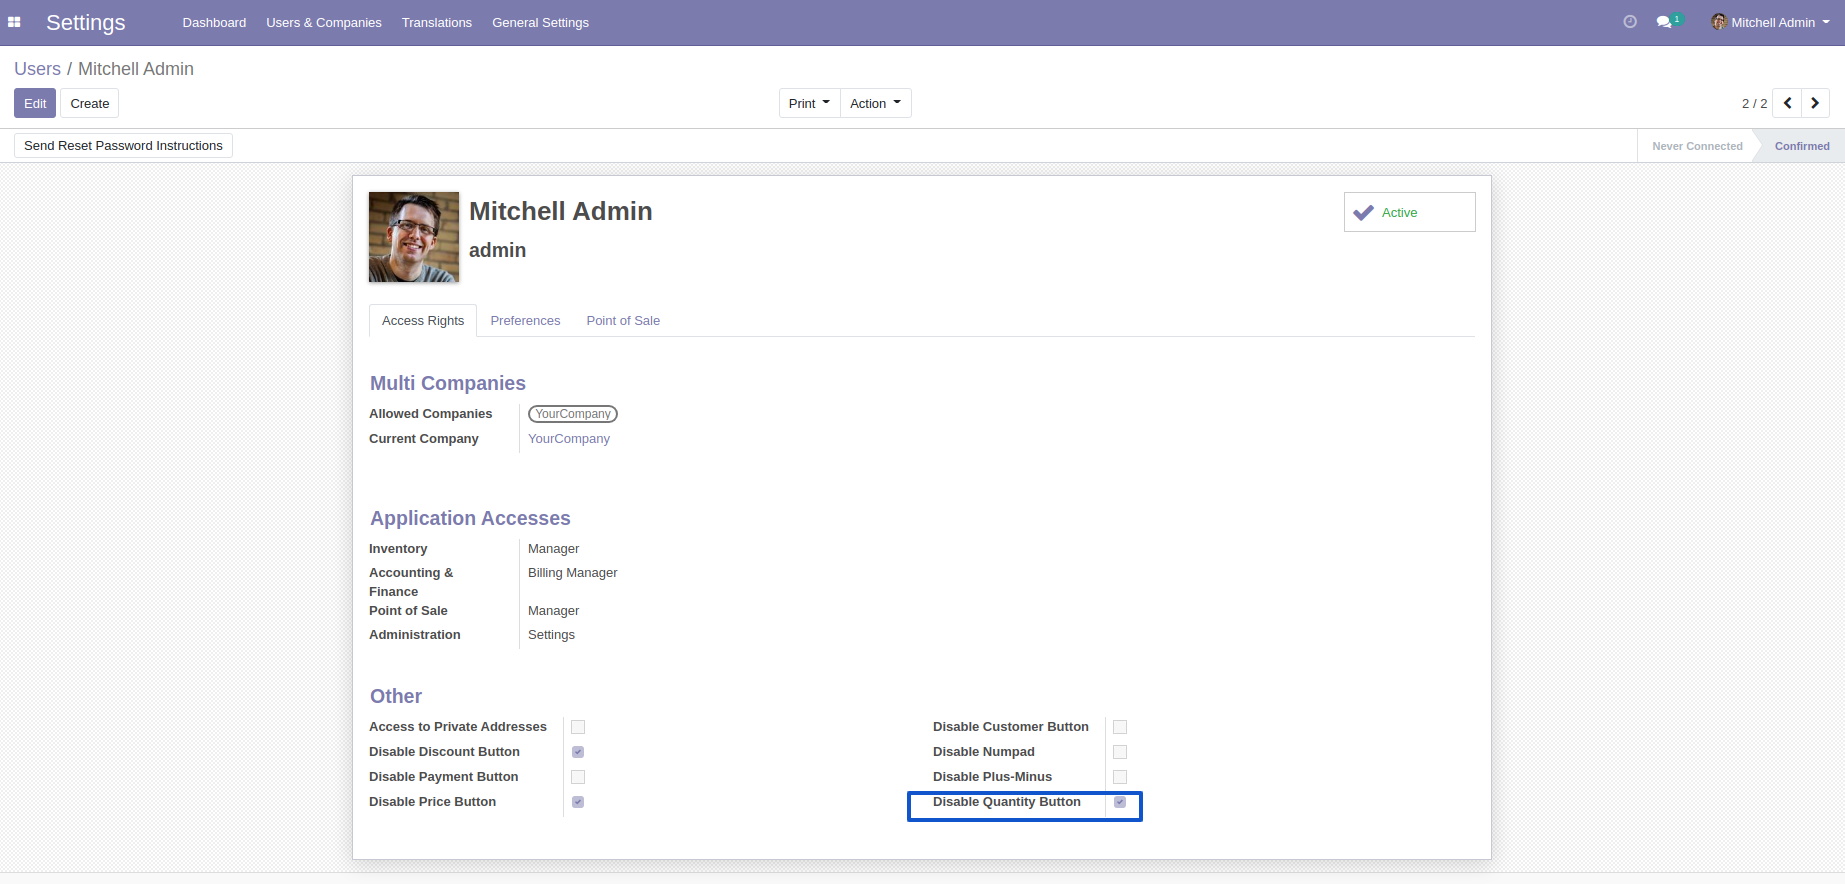 Settings Dashboard Users & Companies Translations General Settings 1 Mitchell Admin
Users / Mitchell Admin
Edit Create Print Action 2 / 2
Send Reset Password Instructions Never Connected Confirmed
Mitchell Admin
Active
admin
Access Rights Preferences Point of Sale
Multi Companies
Allowed Companies YourCompany
Current Company YourCompany
Application Accesses
Inventory Manager
Accounting & Billing Manager
Finance
Point of Sale Manager
Administration Settings
Other
Access to Private Addresses Disable Customer Button
Disable Discount Button Disable Numpad
Disable Payment Button Disable Plus-Minus
Disable Price Button Disable Quantity Button